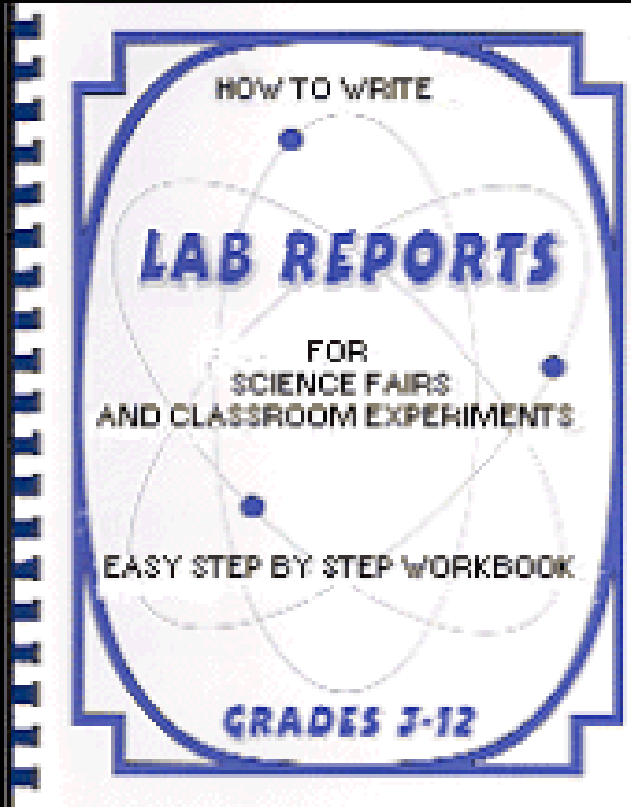 HOW TO WRITE
LAB REPORTS
FOR
SCIENCE FAIRS
AND CLASSROOM EXPERIMENTS
EASY STEP BY STEP WORKBOOK
GRADES 3-12